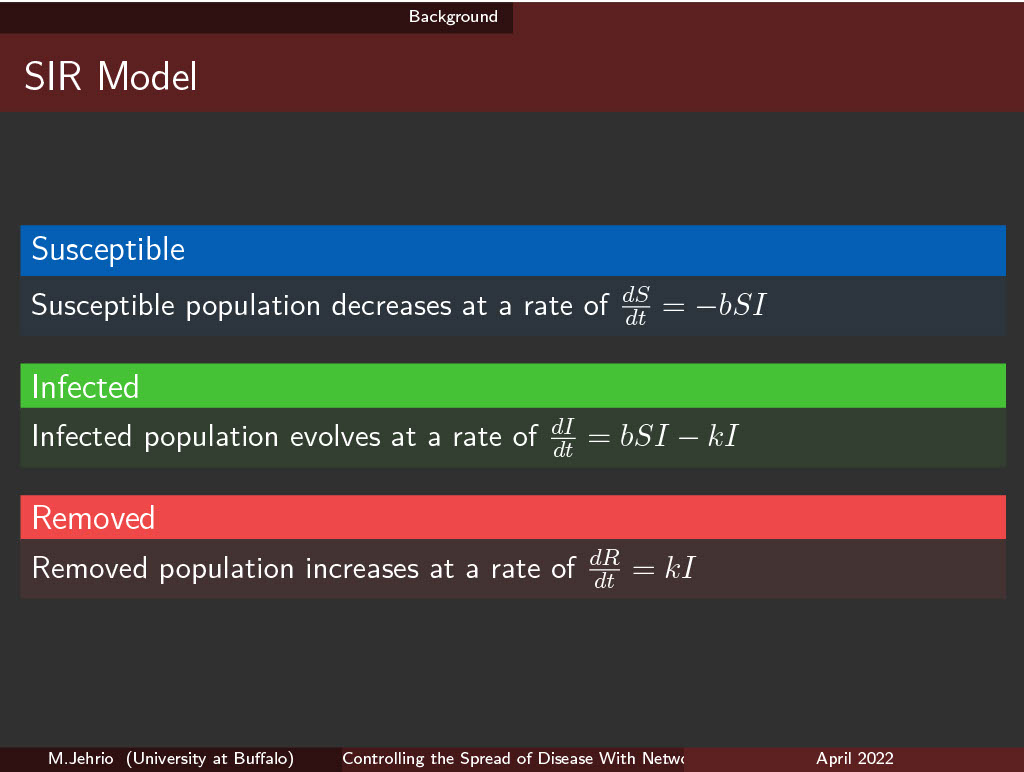 Background
SIR Model
Susceptible
Susceptible population decreases at a rate of $\frac{dS}{dt} = -bSI$
Infected
Infected population evolves at a rate of $\frac{dI}{dt} = bSI - kI$
Removed
Removed population increases at a rate of $\frac{dR}{dt} = kI$
M.Jehrio (University at Buffalo) Controlling the Spread of Disease With Netwo April 2022